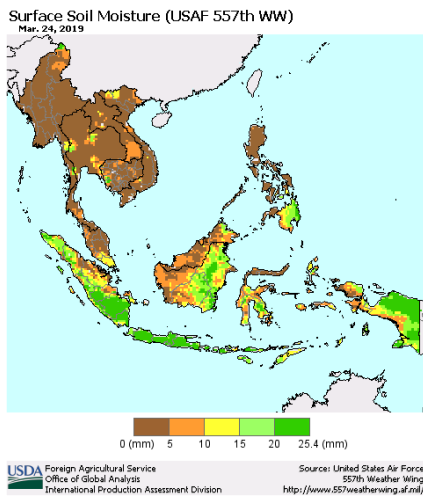 Surface Soil Moisture (USAF 557th WW)
Mar. 24, 2019
0 (mm) 5 10 15 20 25.4 (mm)
USDA Foreign Agricultural Service
Office of Global Analysis
International Production Assessment Division
Source: United States Air Force
557th Weather Wing
http://www.557weatherwing.af.mil/